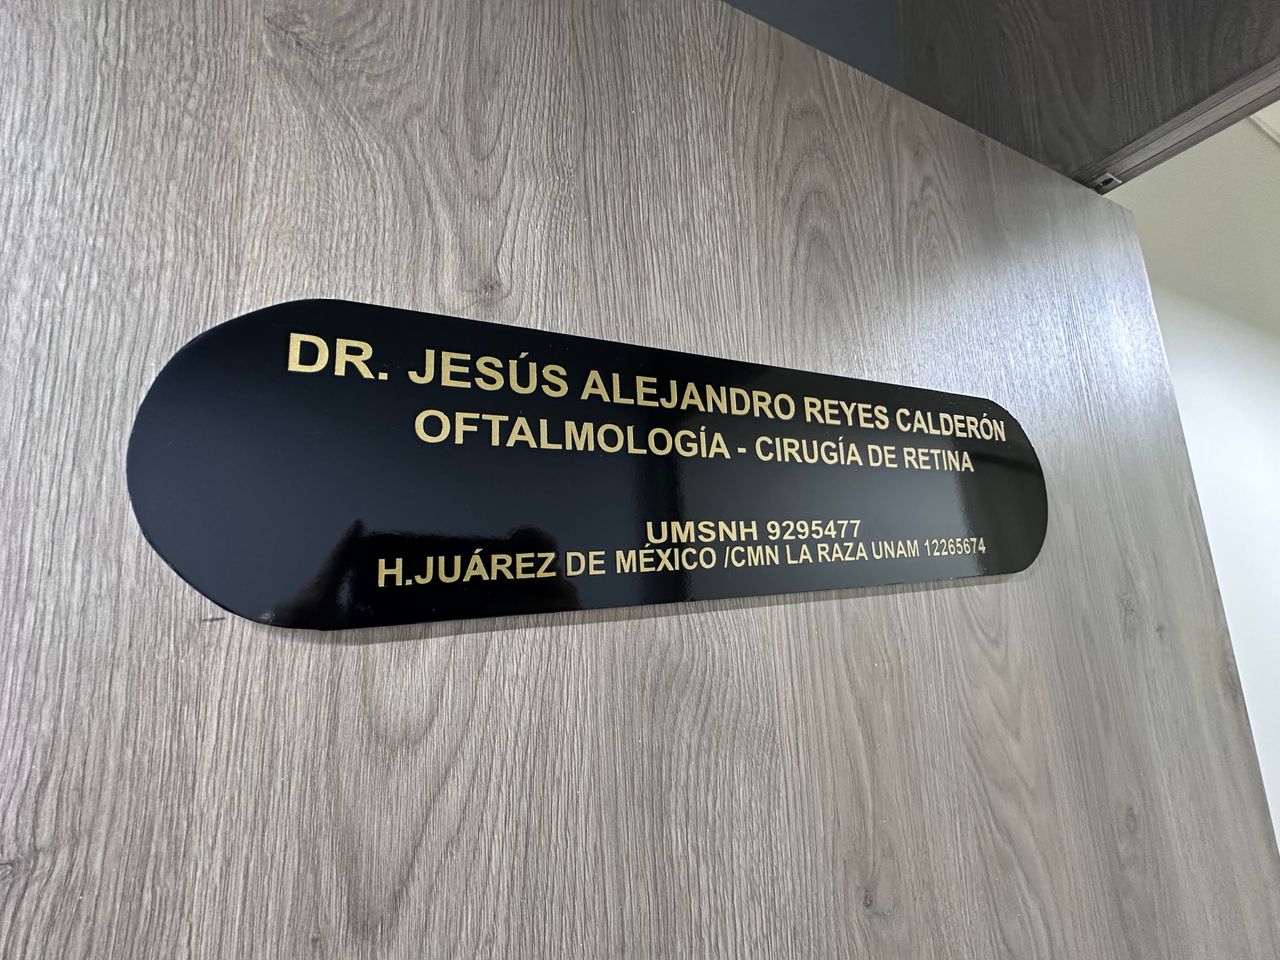 DR. JESÚS ALEJANDRO REYES CALDERÓN
OFTALMOLOGÍA - CIRUGÍA DE RETINA
UMSNH 9295477
H.JUÁREZ DE MÉXICO /CMN LA RAZA UNAM 12265674